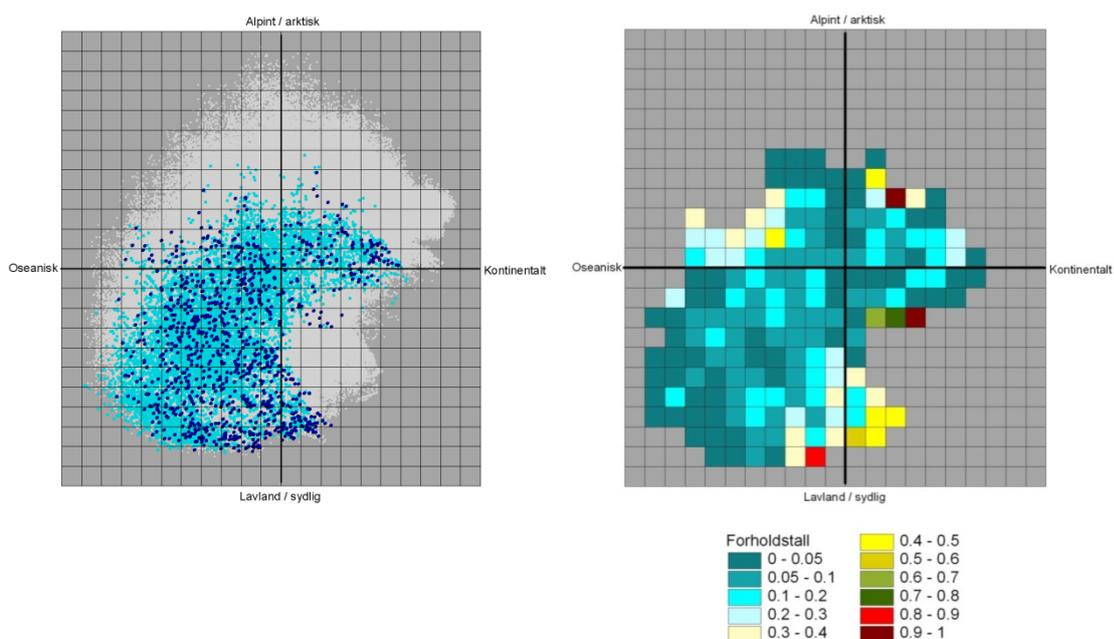 Alpint / arktisk
Alpint / arktisk
Oseanisk
Kontinentalt
Oseanisk
Kontinentalt
Lavland / sydlig
Lavland / sydlig
Forholdstall
0 - 0.05
0.05 - 0.1
0.1 - 0.2
0.2 - 0.3
0.3 - 0.4
0.4 - 0.5
0.5 - 0.6
0.6 - 0.7
0.7 - 0.8
0.8 - 0.9
0.9 - 1